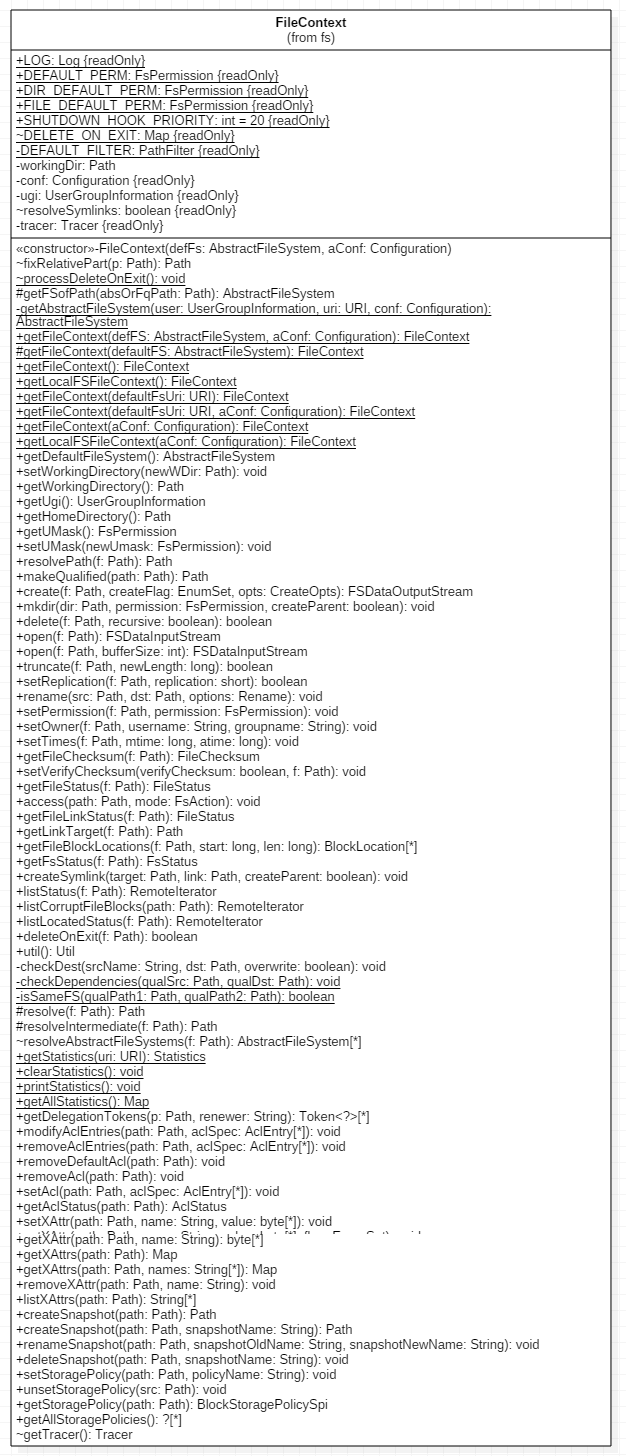 FileContext
(from fs)
+LOG: Log {readOnly}
+DEFAULT_PERM: FsPermission {readOnly}
+DIR_DEFAULT_PERM: FsPermission {readOnly}
+FILE_DEFAULT_PERM: FsPermission {readOnly}
+SHUTDOWN_HOOK_PRIORITY: int = 20 {readOnly}
~DELETE_ON_EXIT: Map {readOnly}
-DEFAULT_FILTER: PathFilter {readOnly}
-workingDir: Path
-conf: Configuration {readOnly}
-ugi: UserGroupInformation {readOnly}
~resolveSymlinks: boolean {readOnly}
-tracer: Tracer {readOnly}
«constructor»-FileContext(defFs: AbstractFileSystem, aConf: Configuration)
~fixRelativePart(p: Path): Path
~processDeleteOnExit(): void
#getFSofPath(absOrFqPath: Path): AbstractFileSystem
-getAbstractFileSystem(user: UserGroupInformation, uri: URI, conf: Configuration):
AbstractFileSystem
+getFileContext(defFS: AbstractFileSystem, aConf: Configuration): FileContext
#getFileContext(defaultFS: AbstractFileSystem): FileContext
+getFileContext(): FileContext
+getLocalFSFileContext(): FileContext
+getFileContext(defaultFsUri: URI): FileContext
+getFileContext(defaultFsUri: URI, aConf: Configuration): FileContext
+getFileContext(aConf: Configuration): FileContext
+getLocalFSFileContext(aConf: Configuration): FileContext
+getDefaultFileSystem(): AbstractFileSystem
+setWorkingDirectory(newWDir: Path): void
+getWorkingDirectory(): Path
+getUgi(): UserGroupInformation
+getHomeDirectory(): Path
+getUMask(): FsPermission
+setUMask(newUmask: FsPermission): void
+resolvePath(f: Path): Path
+makeQualified(path: Path): Path
+create(f: Path, createFlag: EnumSet, opts: CreateOpts): FSDataOutputStream
+mkdir(dir: Path, permission: FsPermission, createParent: boolean): void
+delete(f: Path, recursive: boolean): boolean
+open(f: Path): FSDataInputStream
+open(f: Path, bufferSize: int): FSDataInputStream
+truncate(f: Path, newLength: long): boolean
+setReplication(f: Path, replication: short): boolean
+rename(src: Path, dst: Path, options: Rename): void
+setPermission(f: Path, permission: FsPermission): void
+setOwner(f: Path, username: String, groupname: String): void
+setTimes(f: Path, mtime: long, atime: long): void
+getFileChecksum(f: Path): FileChecksum
+setVerifyChecksum(verifyChecksum: boolean, f: Path): void
+getFileStatus(f: Path): FileStatus
+access(path: Path, mode: FsAction): void
+getFileLinkStatus(f: Path): FileStatus
+getLinkTarget(f: Path): Path
+getFileBlockLocations(f: Path, start: long, len: long): BlockLocation[*]
+getFsStatus(f: Path): FsStatus
+createSymlink(target: Path, link: Path, createParent: boolean): void
+listStatus(f: Path): RemoteIterator
+listCorruptFileBlocks(path: Path): RemoteIterator
+listLocatedStatus(f: Path): RemoteIterator
+deleteOnExit(f: Path): boolean
+util(): Util
-checkDest(srcName: String, dst: Path, overwrite: boolean): void
-checkDependencies(qualSrc: Path, qualDst: Path): void
-isSameFS(qualPath1: Path, qualPath2: Path): boolean
#resolve(f: Path): Path
#resolveIntermediate(f: Path): Path
~resolveAbstractFileSystems(f: Path): AbstractFileSystem[*]
+getStatistics(uri: URI): Statistics
+clearStatistics(): void
+printStatistics(): void
+getAllStatistics(): Map
+getDelegationTokens(p: Path, renewer: String): Token<?>[*]
+modifyAclEntries(path: Path, aclSpec: AclEntry[*]): void
+removeAclEntries(path: Path, aclSpec: AclEntry[*]): void
+removeDefaultAcl(path: Path): void
+removeAcl(path: Path): void
+setAcl(path: Path, aclSpec: AclEntry[*]): void
+getAclStatus(path: Path): AclStatus
+setXAttr(path: Path, name: String, value: byte[*]): void
+getXAttr(path: Path, name: String): byte[*]
+getXAttrs(path: Path): Map
+getXAttrs(path: Path, names: String[*]): Map
+removeXAttr(path: Path, name: String): void
+listXAttrs(path: Path): String[*]
+createSnapshot(path: Path): Path
+createSnapshot(path: Path, snapshotName: String): Path
+renameSnapshot(path: Path, snapshotOldName: String, snapshotNewName: String): void
+deleteSnapshot(path: Path, snapshotName: String): void
+setStoragePolicy(path: Path, policyName: String): void
+unsetStoragePolicy(src: Path): void
+getStoragePolicy(path: Path): BlockStoragePolicySpi
+getAllStoragePolicies(): ?[*]
~getTracer(): Tracer